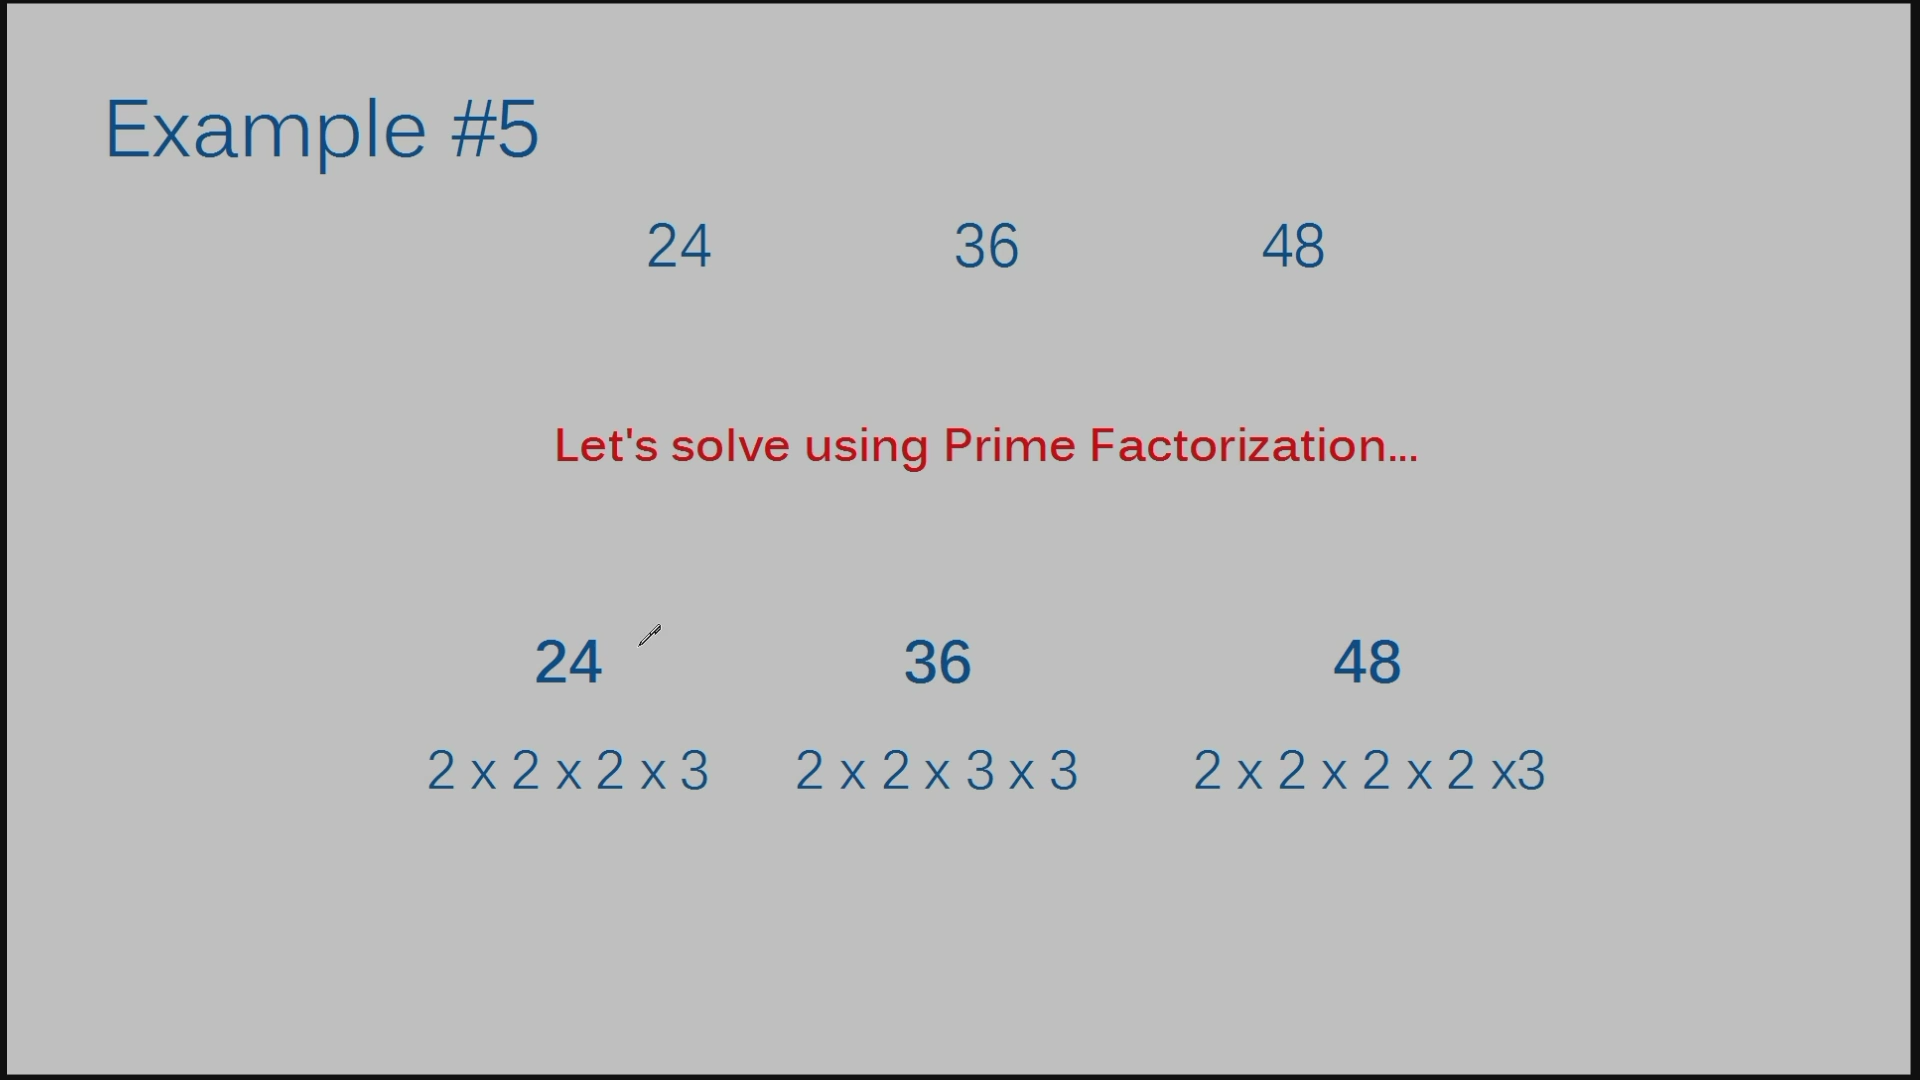 Example #5
24 36 48
Let's solve using Prime Factorization...
24 36 48
2 x 2 x 2 x 3 2 x 2 x 3 x 3 2 x 2 x 2 x 2 x3